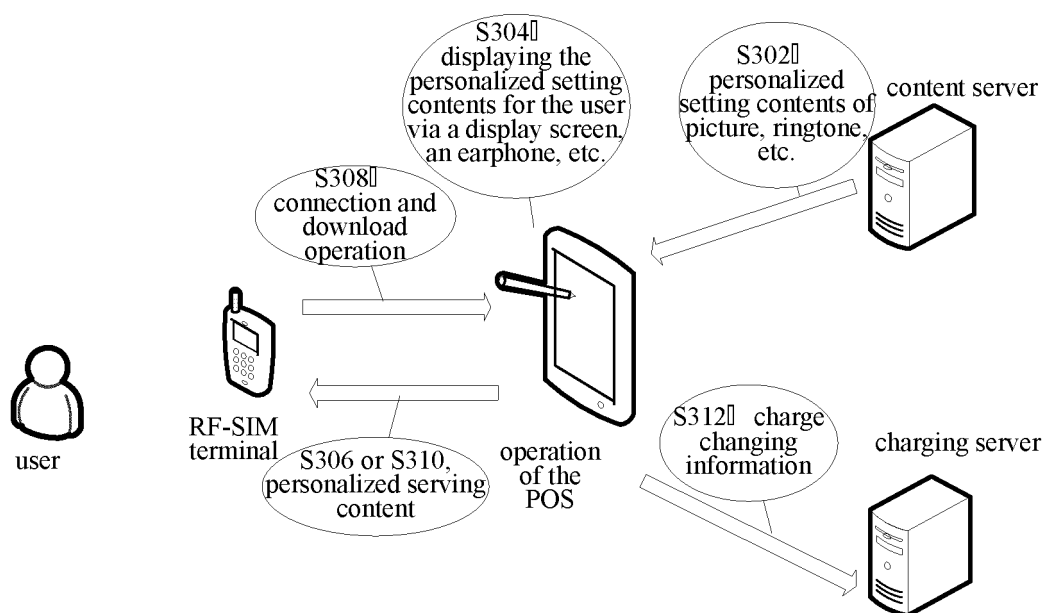 S304▯
displaying the
personalized setting
contents for the user
via a display screen,
an earphone, etc.
S302▯
personalized
setting contents of
picture, ringtone,
etc.
content server
S308▯
connection and
download
operation
RF-SIM
terminal
user
S306 or S310,
personalized serving
content
operation
of the
POS
S312▯ charge
changing
information
charging server